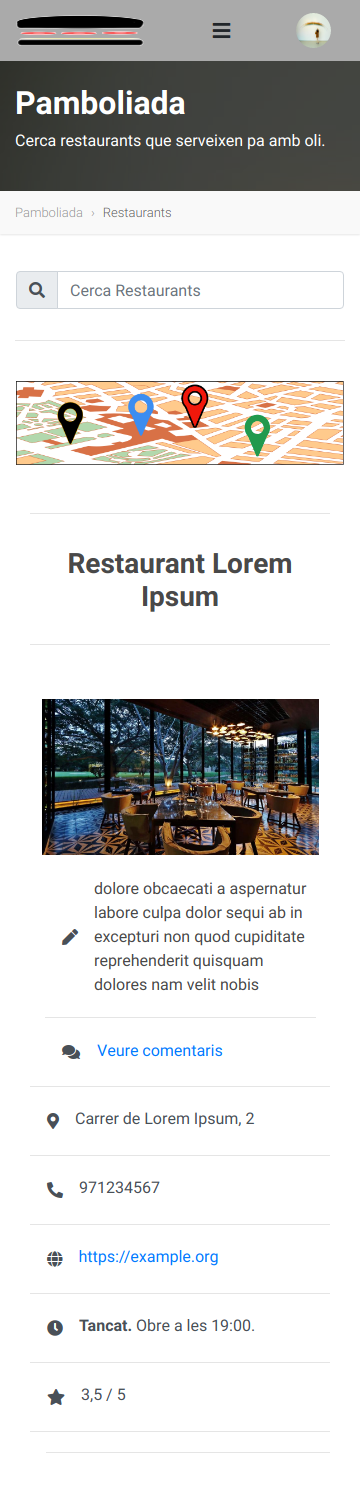 Pamboliada
Cerca restaurants que serveixen pa amb oli.
Pamboliada › Restaurants
Cerca Restaurants
Restaurant Lorem
Ipsum
dolore obcaecati a aspernatur
labore culpa dolor sequi ab in
excepturi non quod cupiditate
reprehenderit quisquam
dolores nam velit nobis
Veure comentaris
Carrer de Lorem Ipsum, 2
971234567
https://example.org
Tancat. Obre a les 19:00.
3,5 / 5